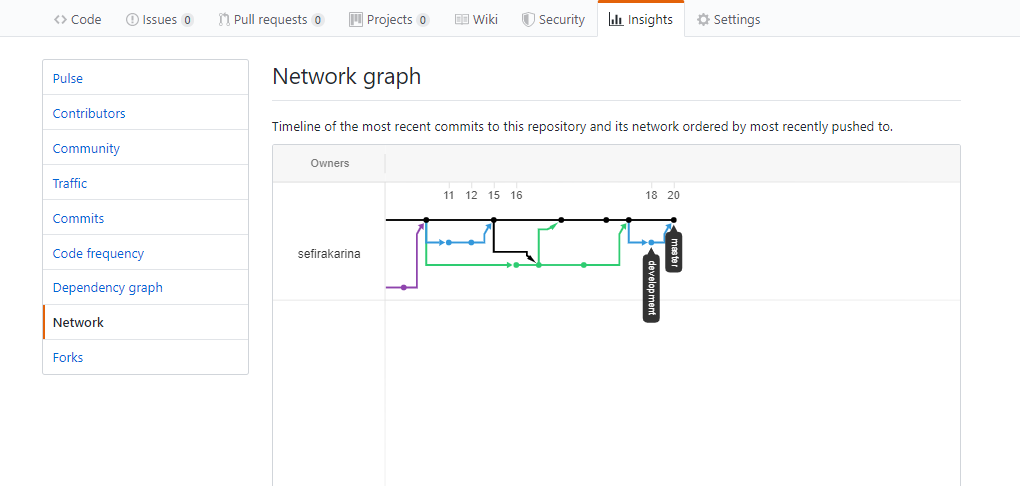 Code Issues 0 Pull requests 0 Projects 0 Wiki Security Insights Settings
Pulse
Contributors
Community
Traffic
Commits
Code frequency
Dependency graph
Network
Forks
Network graph
Timeline of the most recent commits to this repository and its network ordered by most recently pushed to.
Owners
11 12 15 16 18 20
sefirakarina
master
development